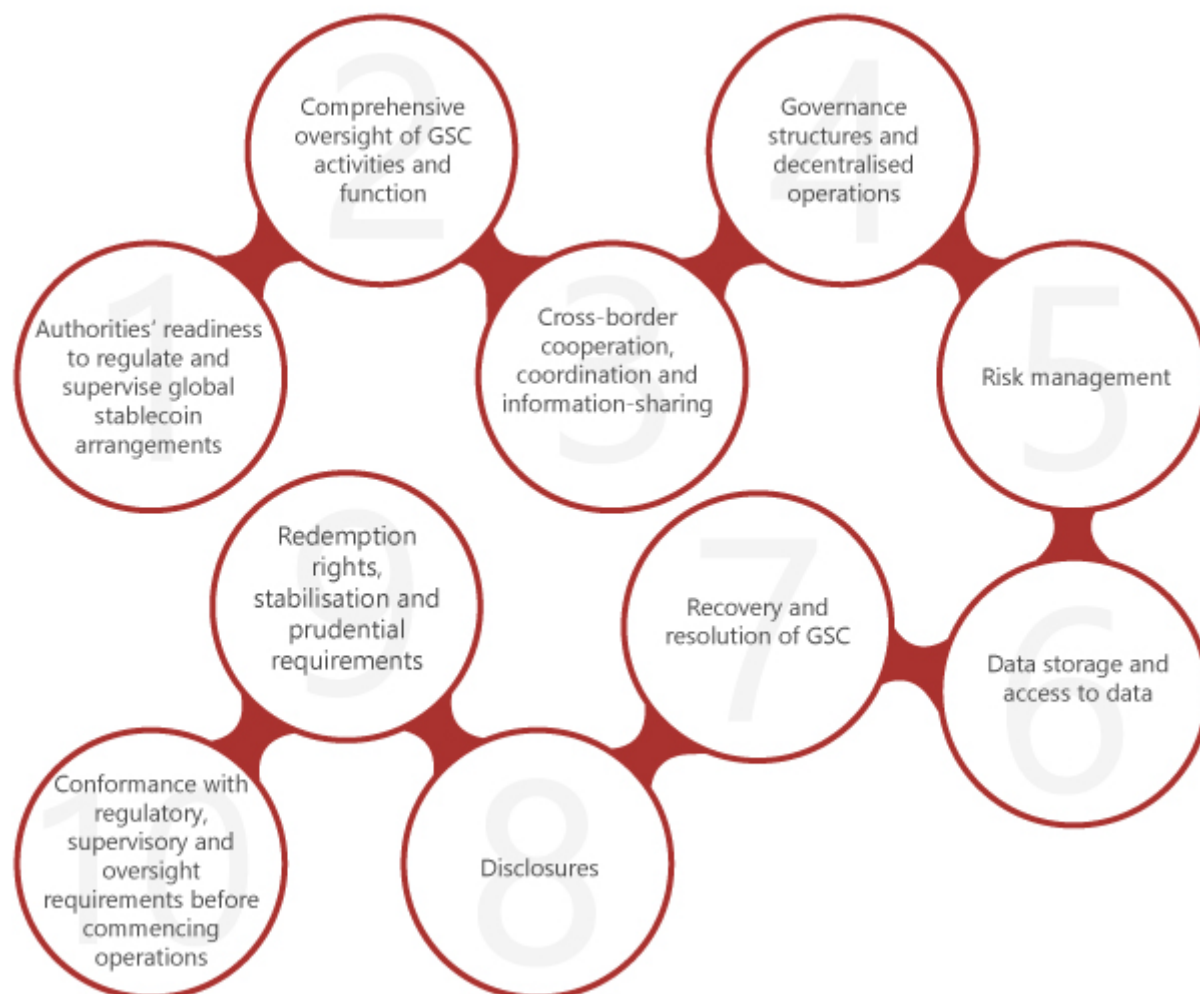 1
Authorities’ readiness
to regulate and
supervise global
stablecoin
arrangements
2
Comprehensive
oversight of GSC
activities and
function
3
Cross-border
cooperation,
coordination and
information-sharing
4
Governance
structures and
decentralised
operations
5
Risk management
6
Data storage and
access to data
7
Recovery and
resolution of GSC
8
Disclosures
9
Redemption
rights,
stabilisation and
prudential
requirements
10
Conformance with
regulatory,
supervisory and
oversight
requirements before
commencing
operations